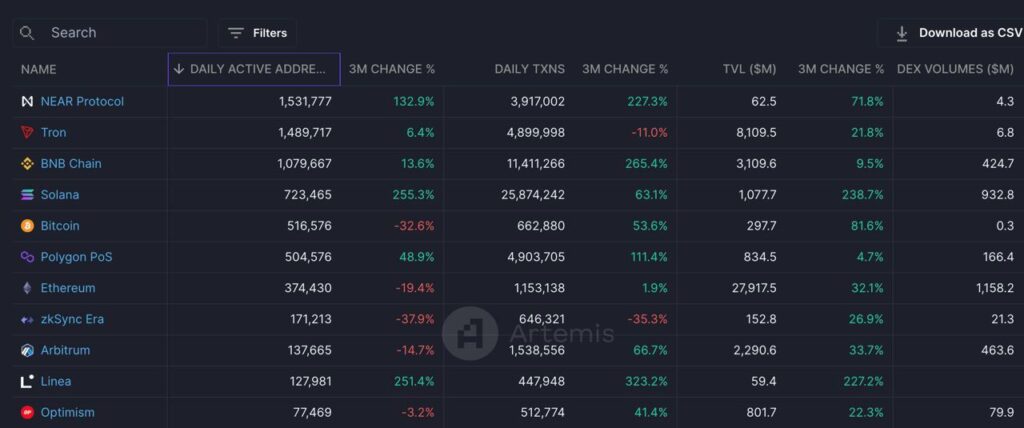 Search Filters Download as CSV
NAME DAILY ACTIVE ADDRE... 3M CHANGE % DAILY TXNS 3M CHANGE % TVL ($M) 3M CHANGE % DEX VOLUMES ($M)
NEAR Protocol 1,531,777 132.9% 3,917,002 227.3% 62.5 71.8% 4.3
Tron 1,489,717 6.4% 4,899,998 -11.0% 8,109.5 21.8% 6.8
BNB Chain 1,079,667 13.6% 11,411,266 265.4% 3,109.6 9.5% 424.7
Solana 723,465 255.3% 25,874,242 63.1% 1,077.7 238.7% 932.8
Bitcoin 516,576 -32.6% 662,880 53.6% 297.7 81.6% 0.3
Polygon PoS 504,576 48.9% 4,903,705 111.4% 834.5 4.7% 166.4
Ethereum 374,430 -19.4% 1,153,138 1.9% 27,917.5 32.1% 1,158.2
zkSync Era 171,213 -37.9% 646,321 -35.3% 152.8 26.9% 21.3
Artemis
Arbitrum 137,665 -14.7% 1,538,556 66.7% 2,290.6 33.7% 463.6
Linea 127,981 251.4% 447,948 323.2% 59.4 227.2%
Optimism 77,469 -3.2% 512,774 41.4% 801.7 22.3% 79.9